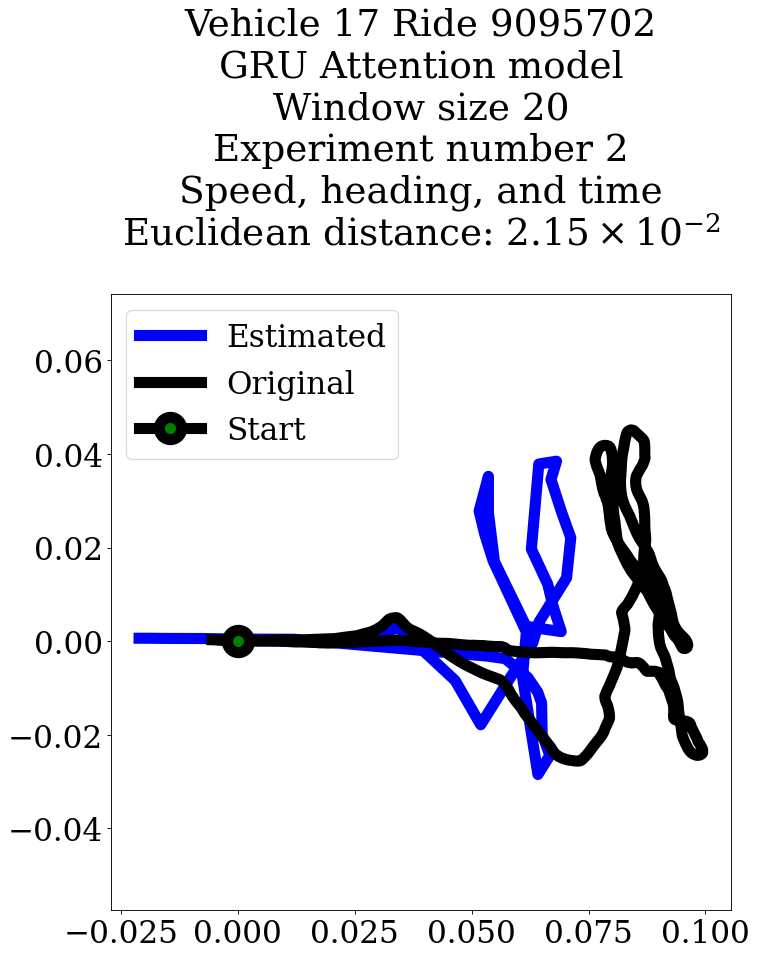 Vehicle 17 Ride 9095702
GRU Attention model
Window size 20
Experiment number 2
Speed, heading, and time
Euclidean distance: 2.15 × 10⁻²
Estimated
Original
Start
0.06
0.04
0.02
0.00
−0.02
−0.04
−0.025 0.000 0.025 0.050 0.075 0.100